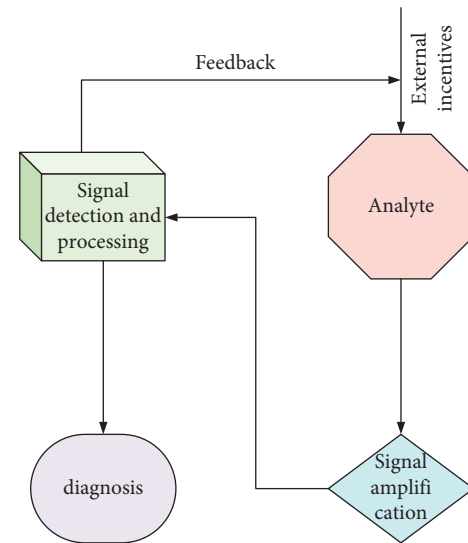 Feedback
External
incentives
Signal
detection and
processing
Analyte
diagnosis
Signal
amplifi
cation